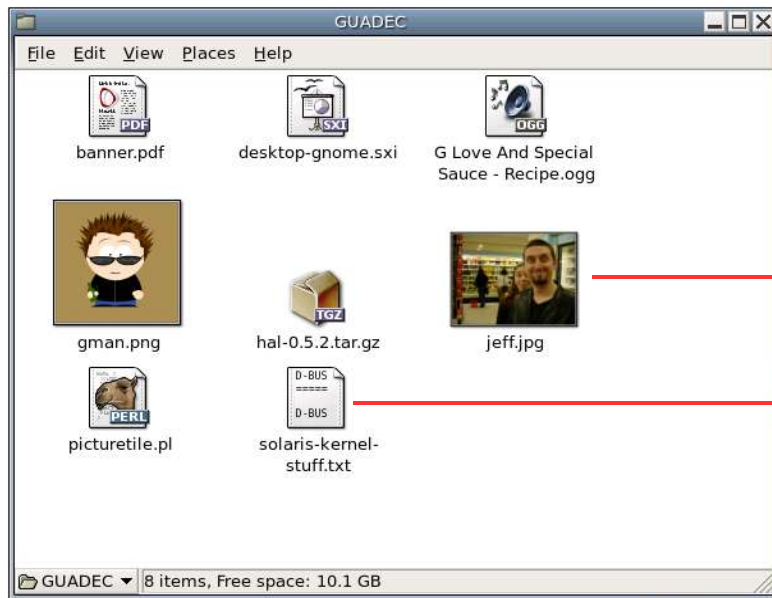 GUADEC
File Edit View Places Help
PDF
SXI
OGG
banner.pdf
desktop-gnome.sxi
G Love And Special
Sauce - Recipe.ogg
TGZ
gman.png
hal-0.5.2.tar.gz
jeff.jpg
PERL
D-BUS
=====
D-BUS
picturetile.pl
solaris-kernel-
stuff.txt
GUADEC
8 items, Free space: 10.1 GB